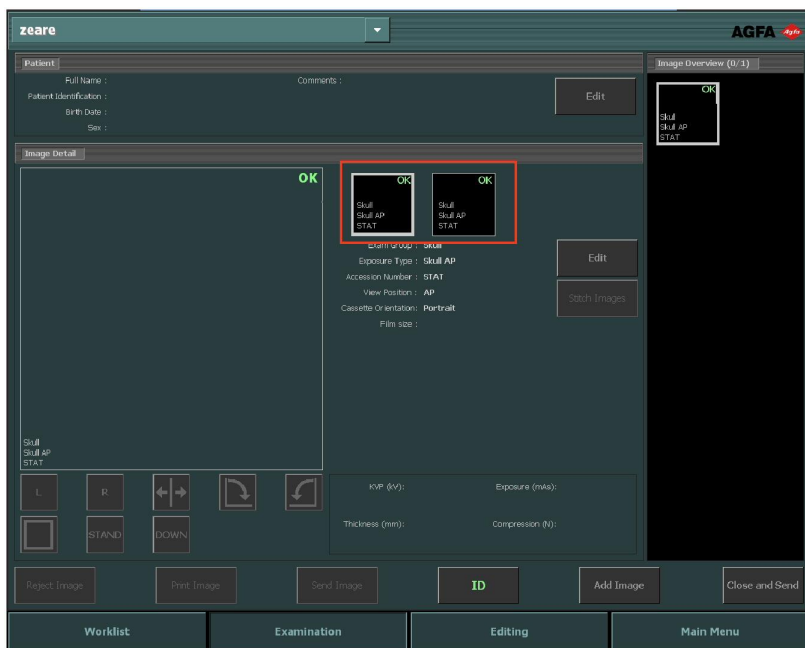 zeare
AGFA Agfa
Patient
Full Name :
Comments :
Patient Identification :
Birth Date :
Sex :
Edit
Image Overview (0/1)
OK
Skull
Skull AP
STAT
Image Detail
OK
Skull
Skull AP
STAT
OK
Skull
Skull AP
STAT
OK
Skull
Skull AP
STAT
Exam Group : Skull
Exposure Type : Skull AP
Accession Number : STAT
View Position : AP
Cassette Orientation: Portrait
Film size :
Edit
Stitch Images
L
R
STAND
DOWN
KVP (kV):
Exposure (mAs):
Thickness (mm):
Compression (N):
Reject Image
Print Image
Send Image
ID
Add Image
Close and Send
Worklist
Examination
Editing
Main Menu